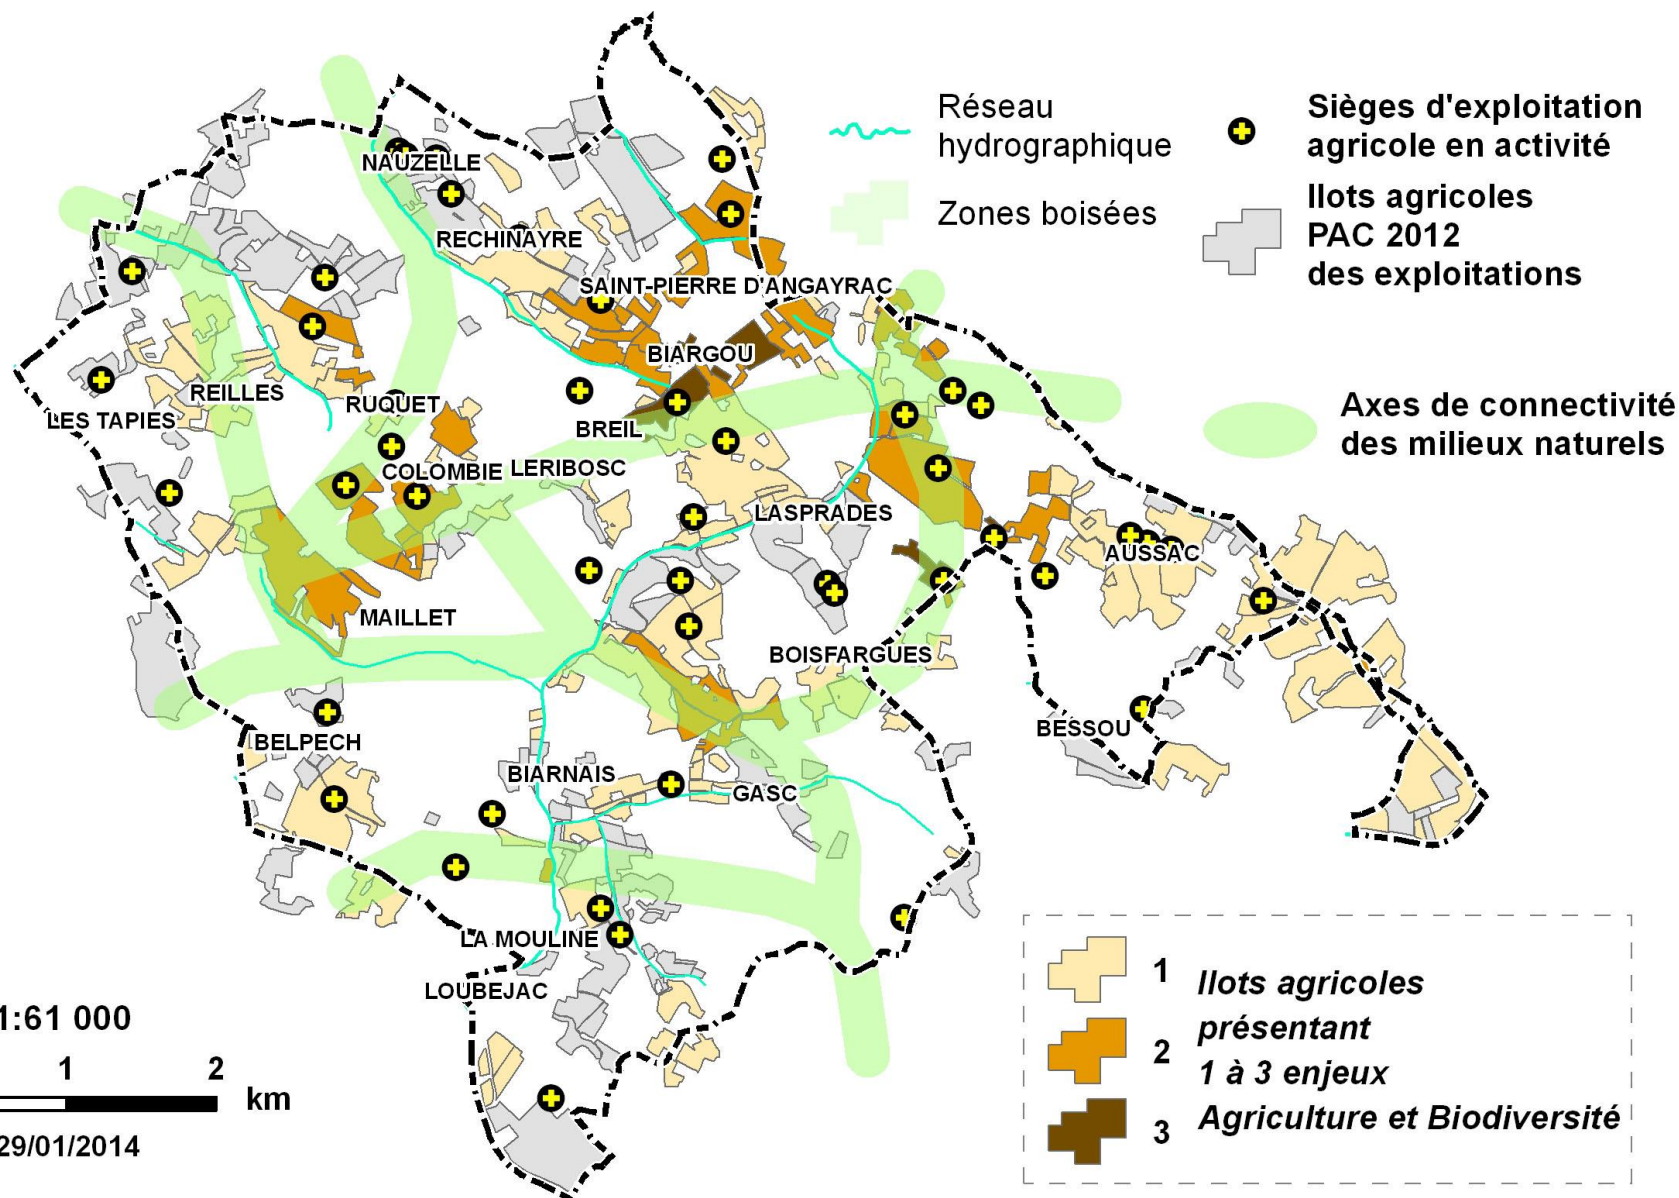 Réseau
hydrographique
Zones boisées
Sièges d'exploitation
agricole en activité
Ilots agricoles
PAC 2012
des exploitations
Axes de connectivité
des milieux naturels
NAUZELLE
RECHINAYRE
SAINT-PIERRE D'ANGAYRAC
BIARGOU
REILLES
RUQUET
LES TAPIES
BREIL
COLOMBIE
LERIBOSC
LASPRADES
AUSSAC
MAILLET
BOISFARGUES
BESSOU
BELPECH
BIARNAIS
GASC
LA MOULINE
LOUBEJAC
1:61 000
1 2
km
29/01/2014
1
2
3
Ilots agricoles
présentant
1 à 3 enjeux
Agriculture et Biodiversité